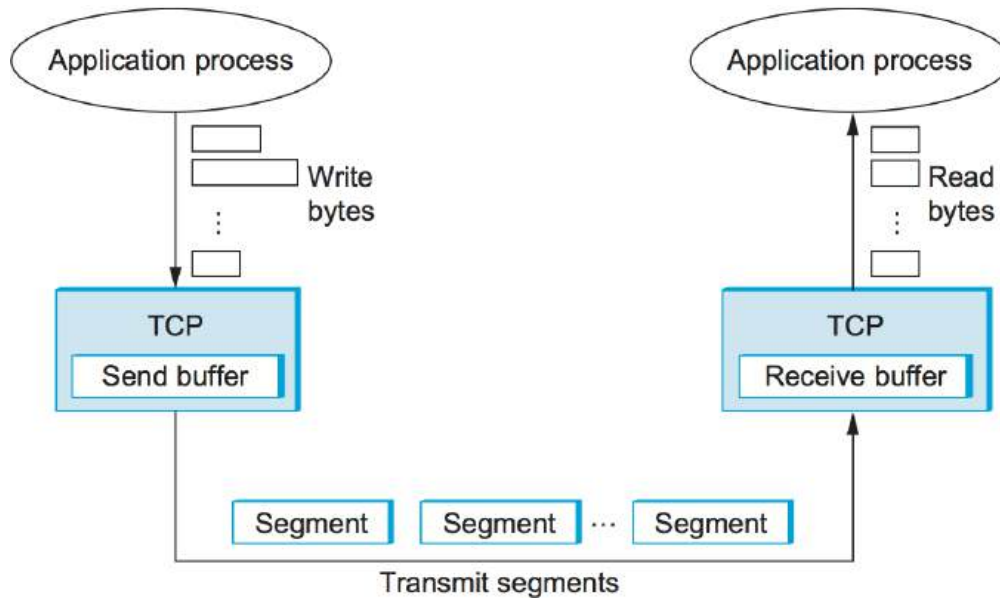 Application process
Application process
Write
bytes
⋮
Read
bytes
⋮
TCP
Send buffer
TCP
Receive buffer
Segment
Segment
...
Segment
Transmit segments